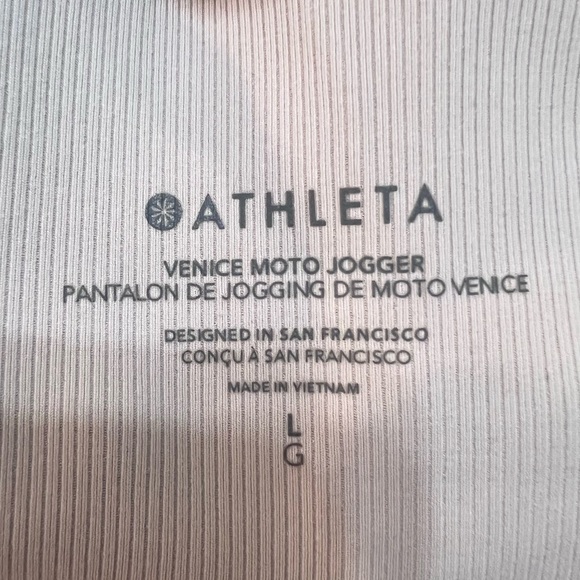 ATHLETA
VENICE MOTO JOGGER
PANTALON DE JOGGING DE MOTO VENICE
DESIGNED IN SAN FRANCISCO
CONÇU À SAN FRANCISCO
MADE IN VIETNAM
L
G